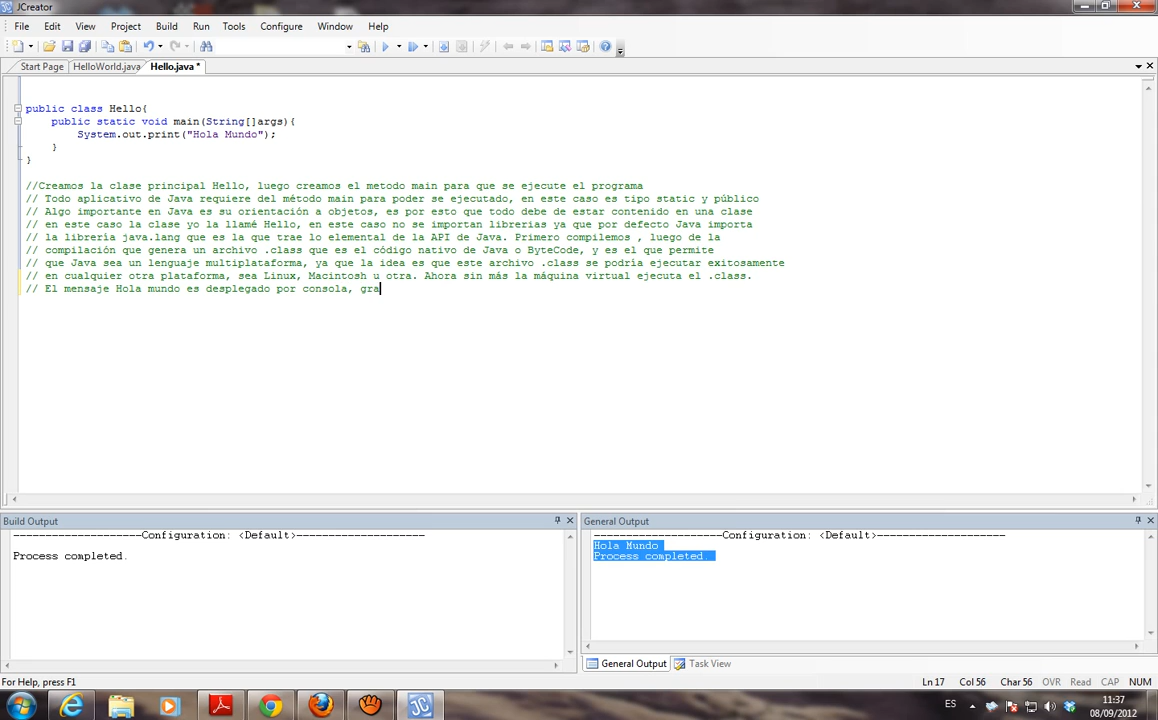 JCreator
File Edit View Project Build Run Tools Configure Window Help
Start Page HelloWorld.java Hello.java *
public class Hello{
public static void main(String[]args){
System.out.print("Hola Mundo");
}
}
//Creamos la clase principal Hello, luego creamos el metodo main para que se ejecute el programa
// Todo aplicativo de Java requiere del método main para poder se ejecutado, en este caso es tipo static y público
// Algo importante en Java es su orientación a objetos, es por esto que todo debe de estar contenido en una clase
// en este caso la clase yo la llamé Hello, en este caso no se importan librerias ya que por defecto Java importa
// la librería java.lang que es la que trae lo elemental de la API de Java. Primero compilemos , luego de la
// compilación que genera un archivo .class que es el código nativo de Java o ByteCode, y es el que permite
// que Java sea un lenguaje multiplataforma, ya que la idea es que este archivo .class se podría ejecutar exitosamente
// en cualquier otra plataforma, sea Linux, Macintosh u otra. Ahora sin más la máquina virtual ejecuta el .class.
// El mensaje Hola mundo es desplegado por consola, gra
Build Output
--------------------Configuration: <Default>--------------------
Process completed.
General Output
--------------------Configuration: <Default>--------------------
Hola Mundo
Process completed.
General Output Task View
For Help, press F1
Ln 17 Col 56 Char 56 OVR Read CAP NUM
JC
ES
11:37
08/09/2012